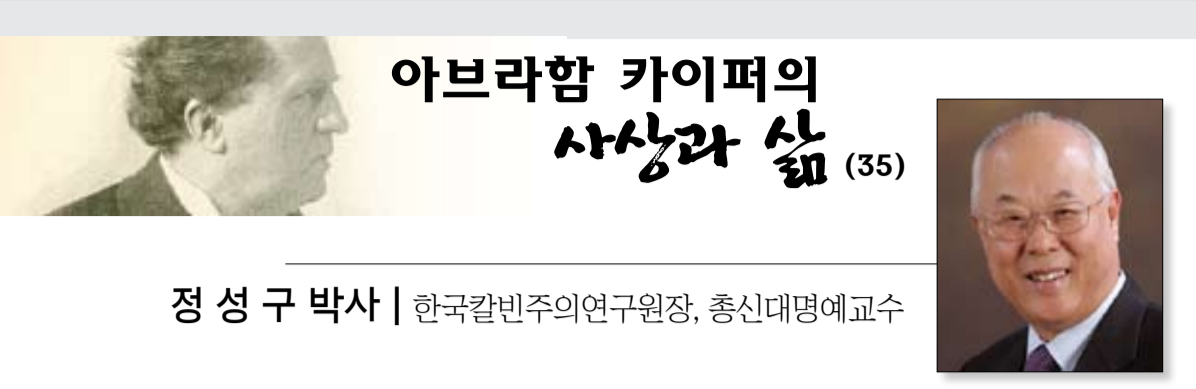 아브라함 카이퍼의
사상과 삶 (35)
정 성 구 박사 | 한국칼빈주의연구원장, 총신대명예교수